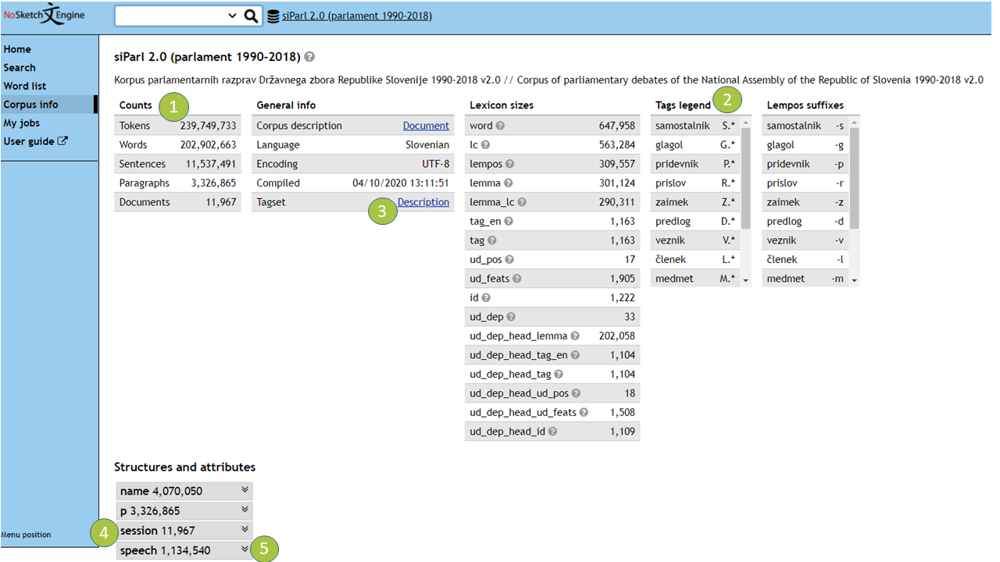 NoSketch Engine
siParl 2.0 (parlament 1990-2018)
Home
Search
Word list
Corpus info
My jobs
User guide
Menu position
siParl 2.0 (parlament 1990-2018) ?
Korpus parlamentarnih razprav Državnega zbora Republike Slovenije 1990-2018 v2.0 // Corpus of parliamentary debates of the National Assembly of the Republic of Slovenia 1990-2018 v2.0
Counts 1
Tokens 239,749,733
Words 202,902,663
Sentences 11,537,491
Paragraphs 3,326,865
Documents 11,967
General info
Corpus description Document
Language Slovenian
Encoding UTF-8
Compiled 04/10/2020 13:11:51
Tagset Description
3
Lexicon sizes
word ? 647,958
lc ? 563,284
lempos ? 309,557
lemma ? 301,124
lemma_lc ? 290,311
tag_en ? 1,163
tag ? 1,163
ud_pos ? 17
ud_feats ? 1,905
id ? 1,222
ud_dep ? 33
ud_dep_head_lemma ? 202,058
ud_dep_head_tag_en ? 1,104
ud_dep_head_tag ? 1,104
ud_dep_head_ud_pos ? 18
ud_dep_head_ud_feats ? 1,508
ud_dep_head_id ? 1,109
Tags legend 2
samostalnik S.*
glagol G.*
pridevnik P.*
prislov R.*
zaimek Z.*
predlog D.*
veznik V.*
členek L.*
medmet M.*
Lempos suffixes
samostalnik -s
glagol -g
pridevnik -p
prislov -r
zaimek -z
predlog -d
veznik -v
členek -l
medmet -m
Structures and attributes
name 4,070,050
p 3,326,865
4 session 11,967
speech 1,134,540 5